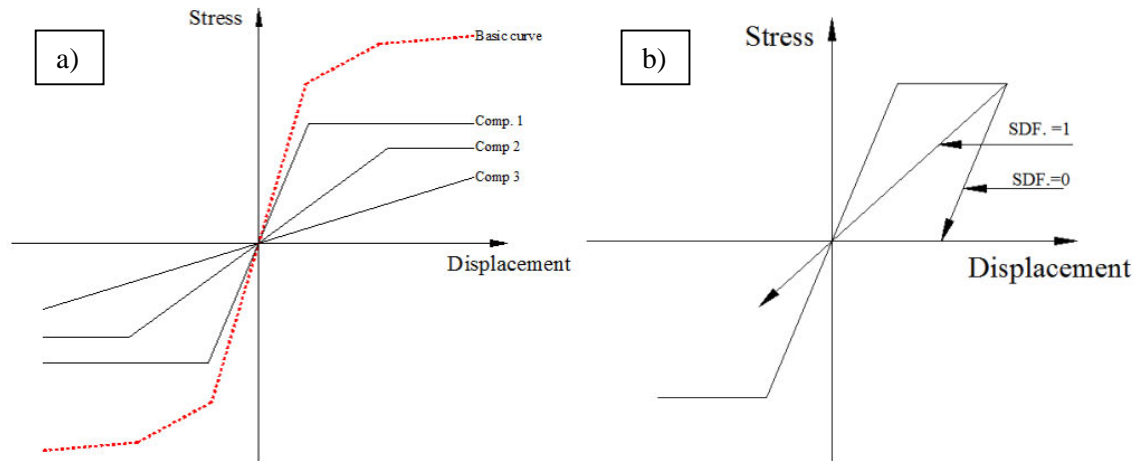 a)
Stress
Basic curve
Comp. 1
Comp 2
Comp 3
Displacement
b)
Stress
SDF. =1
SDF.=0
Displacement